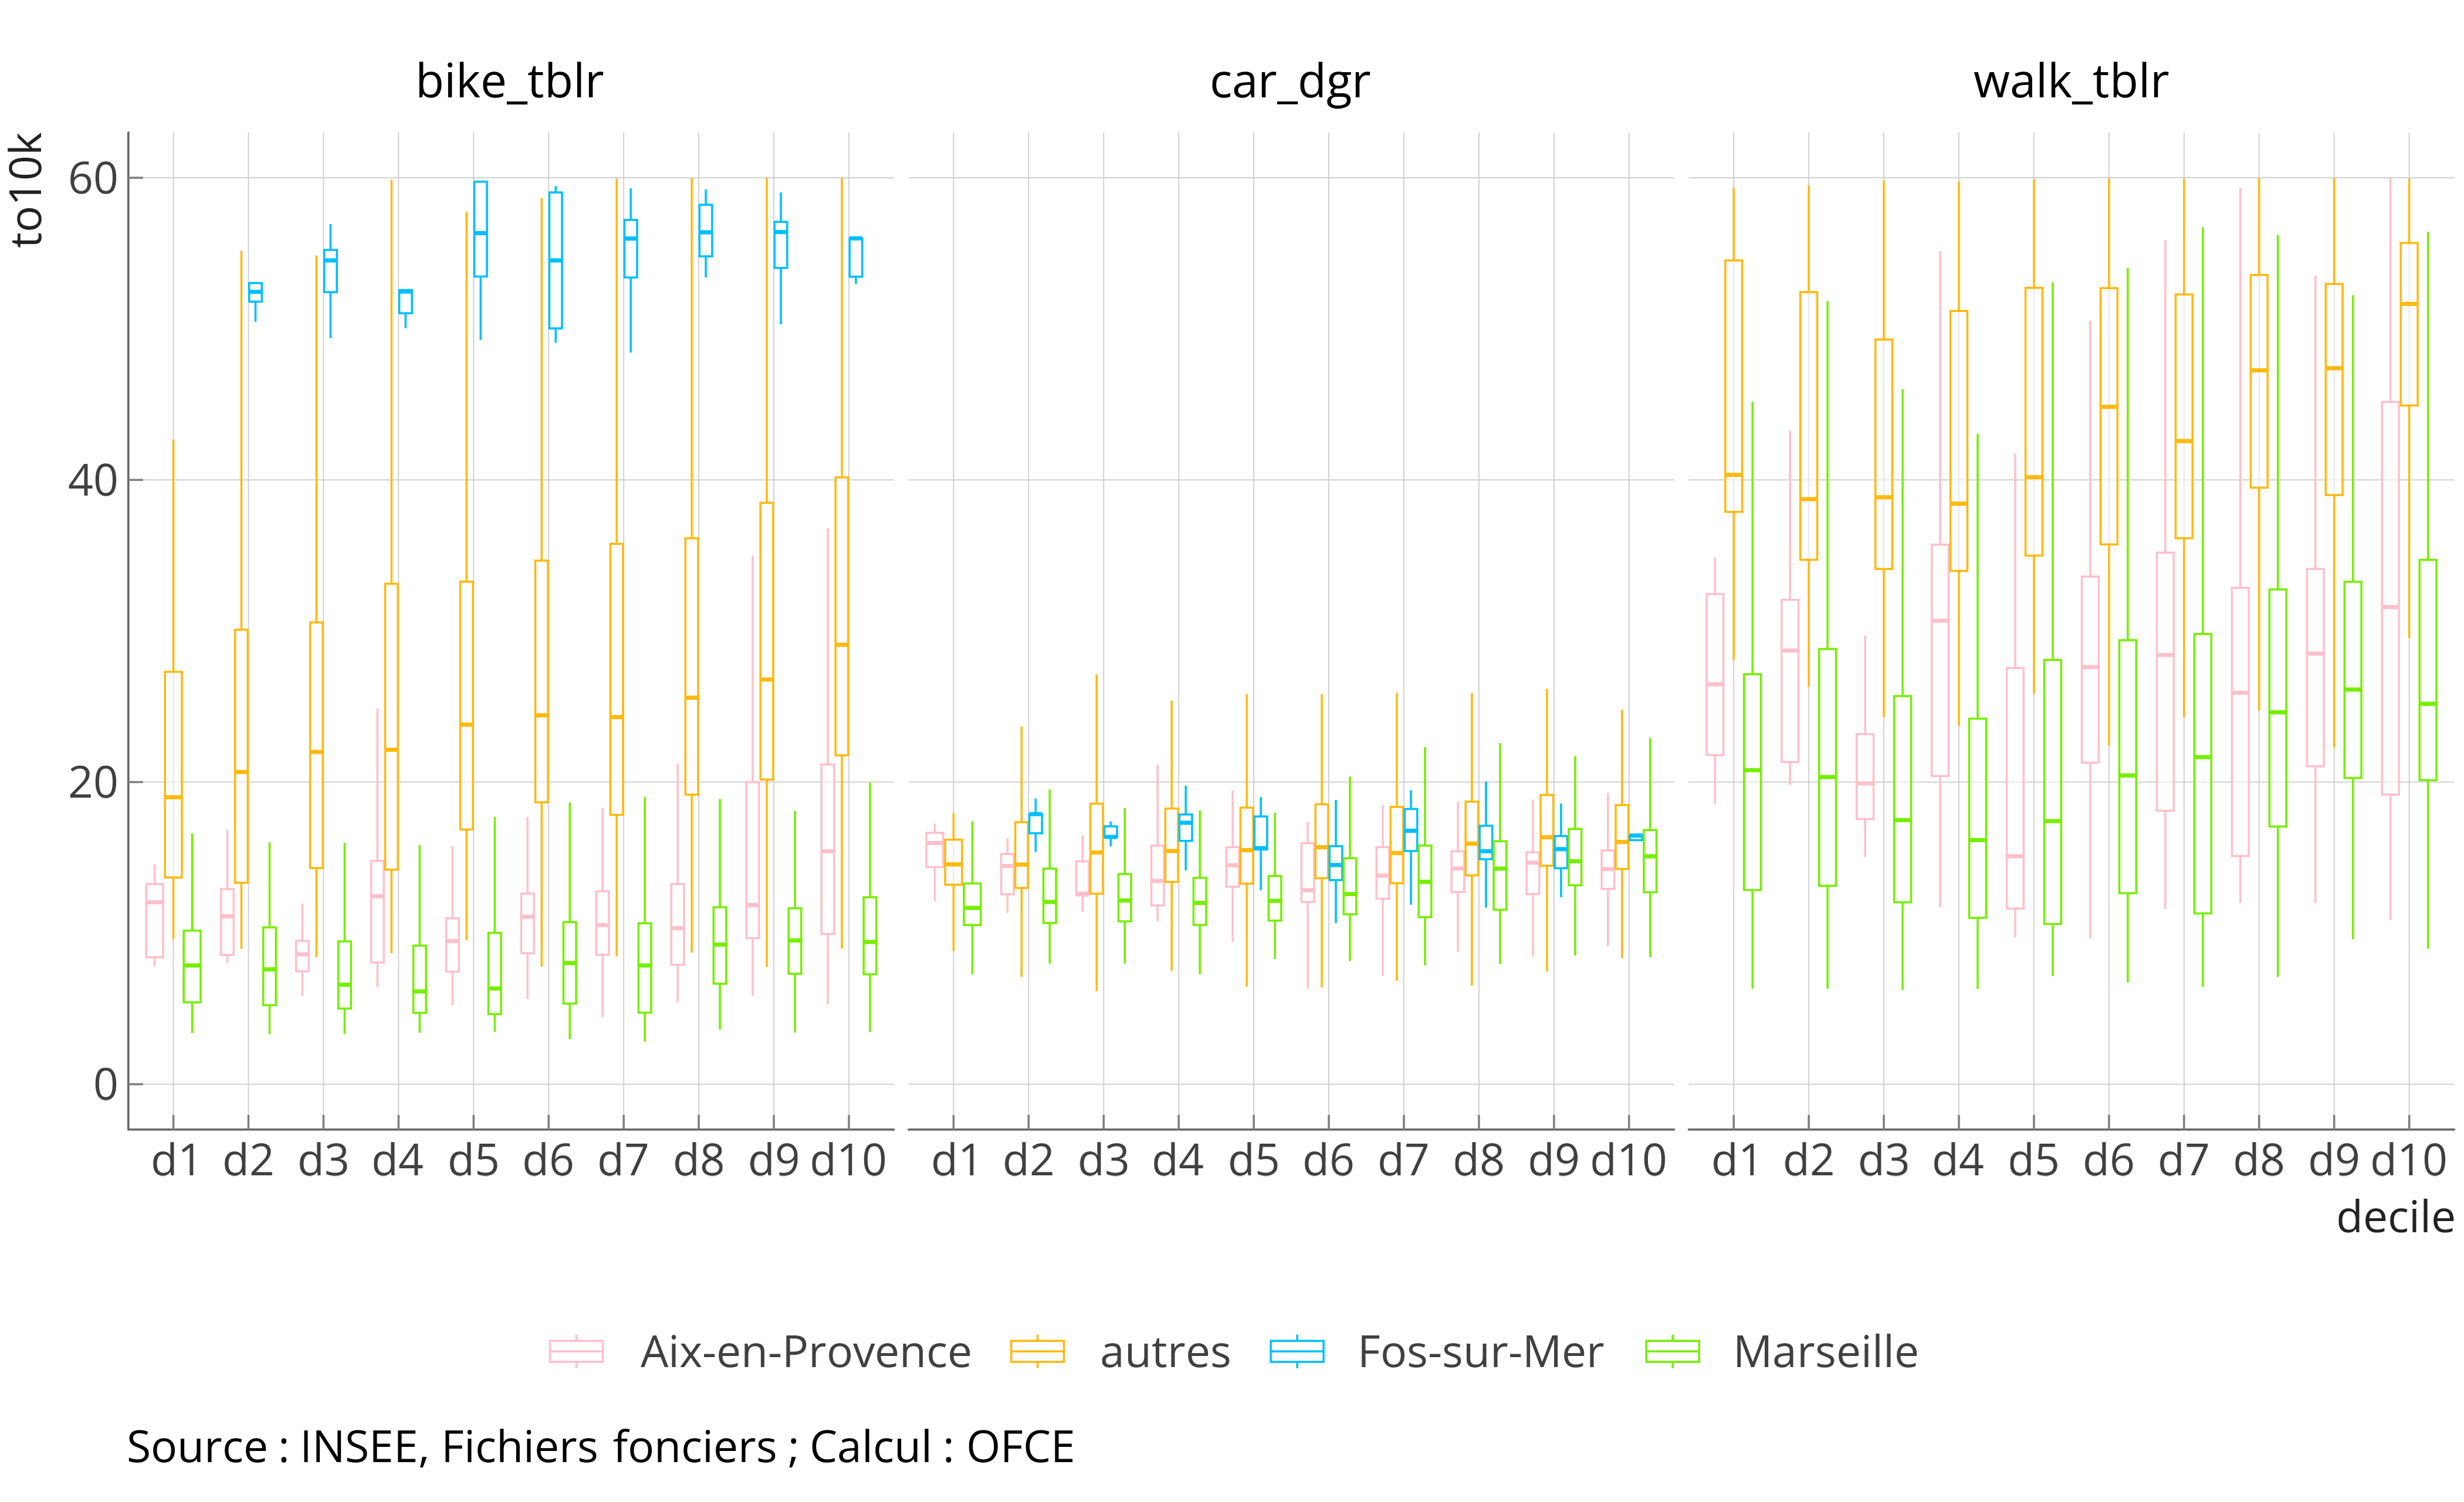 bike_tblr car_dgr walk_tblr
to10k
60
40
20
0
d1 d2 d3 d4 d5 d6 d7 d8 d9 d10 d1 d2 d3 d4 d5 d6 d7 d8 d9 d10 d1 d2 d3 d4 d5 d6 d7 d8 d9 d10
decile
Aix-en-Provence autres Fos-sur-Mer Marseille
Source : INSEE, Fichiers fonciers ; Calcul : OFCE